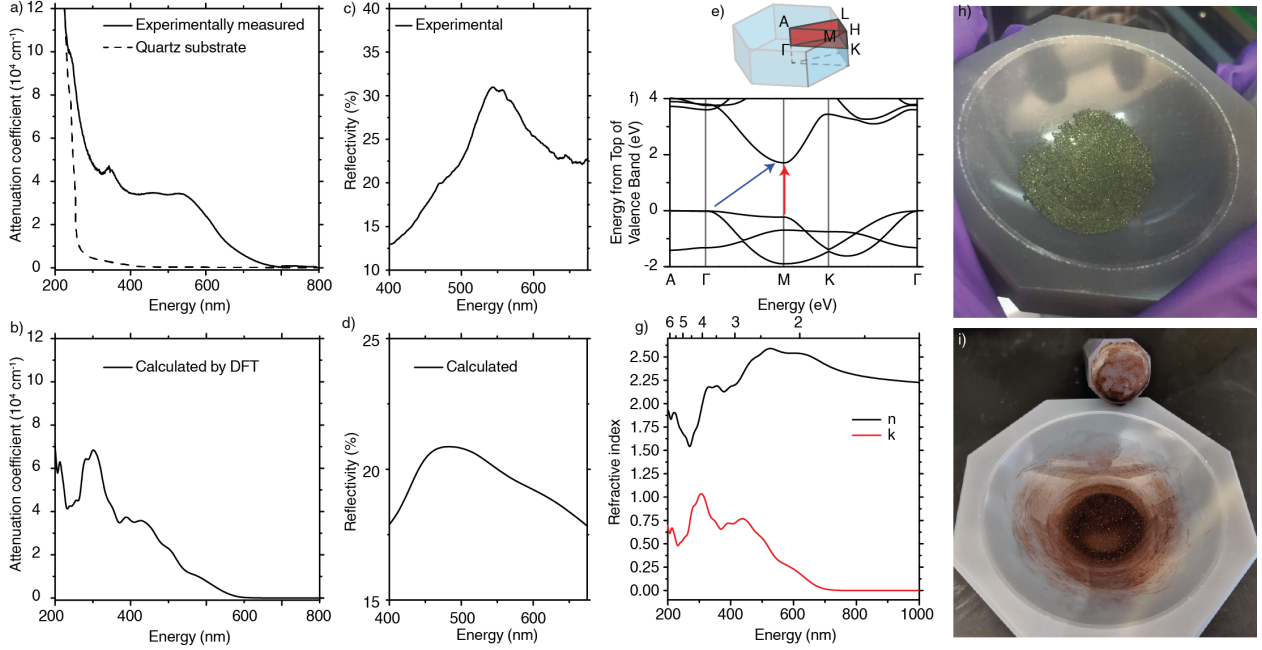 a)
12
10
8
6
4
2
0
Attenuation coefficient (10⁴ cm⁻¹)
Experimentally measured
Quartz substrate
200 400 600 800
Energy (nm)
b)
12
10
8
6
4
2
0
Attenuation coefficient (10⁴ cm⁻¹)
Calculated by DFT
200 400 600 800
Energy (nm)
c)
40
35
30
25
20
15
10
Reflectivity (%)
Experimental
400 500 600
Energy (nm)
d)
25
20
15
Reflectivity (%)
Calculated
400 500 600
Energy (nm)
e)
A
L
H
M
Γ
K
f)
4
2
0
-2
Energy from Top of
Valence Band (eV)
A Γ M K Γ
g)
Energy (eV)
6 5 4 3 2
2.50
2.25
2.00
1.75
1.50
1.25
1.00
0.75
0.50
0.25
0.00
Refractive index
n
k
200 400 600 800 1000
Energy (nm)
h)
i)